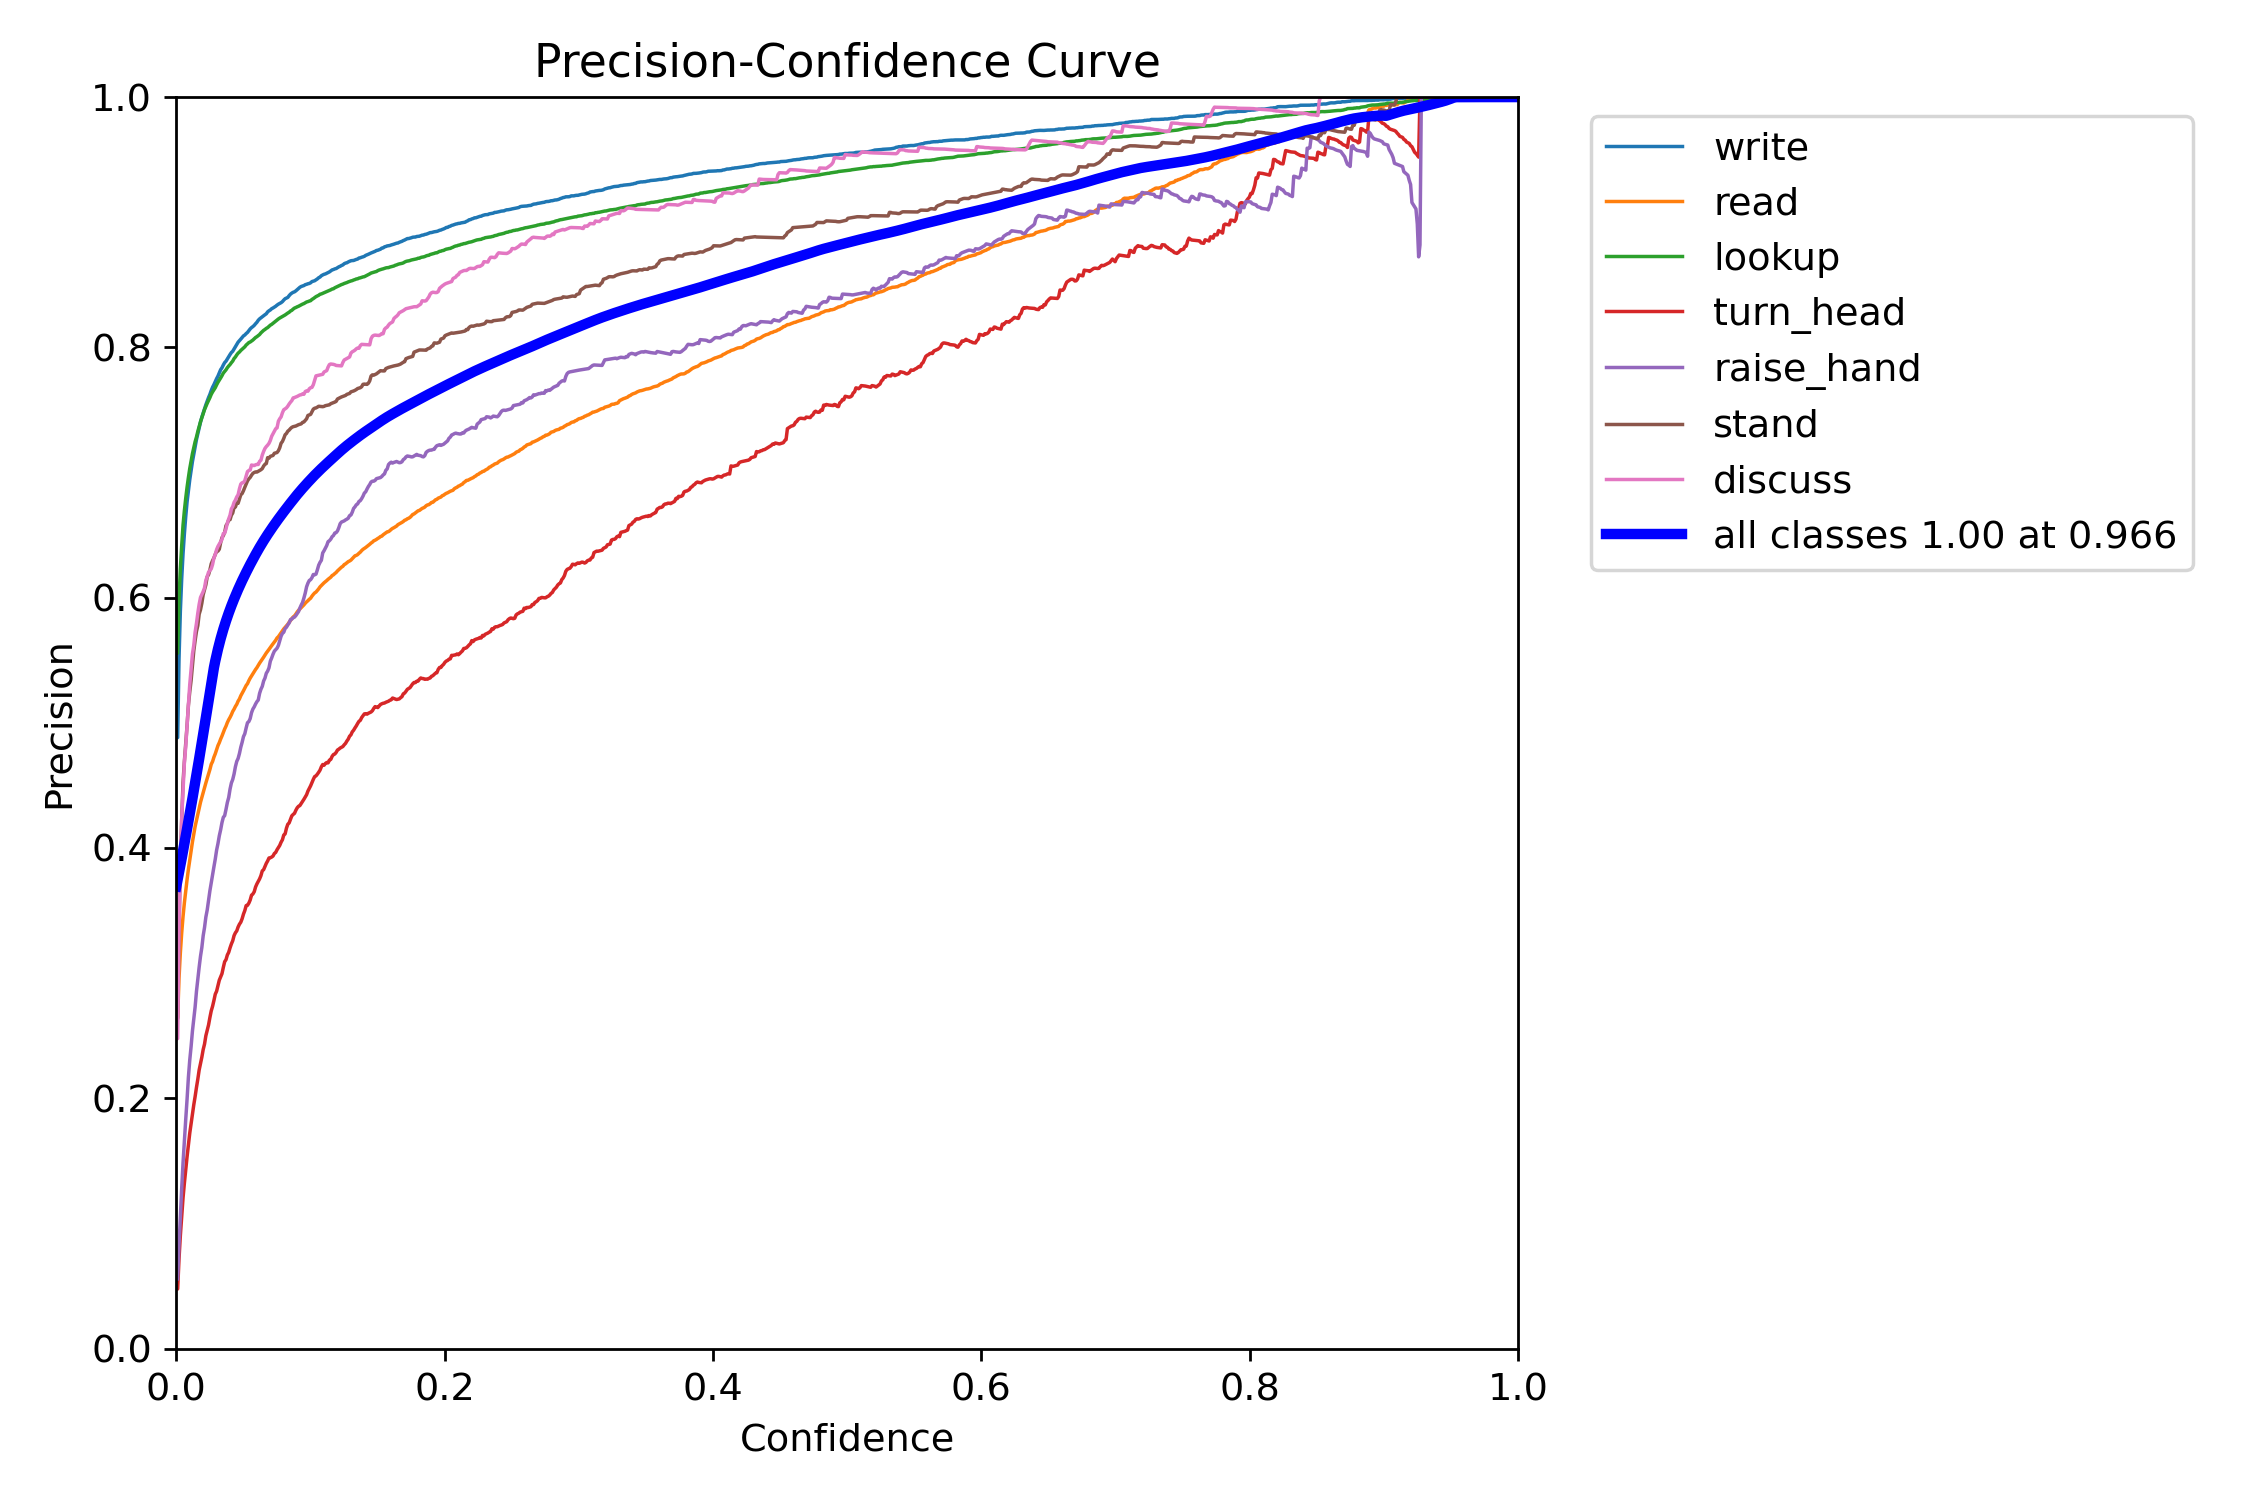 Precision-Confidence Curve
1.0
0.8
0.6
0.4
0.2
0.0
Precision
0.0 0.2 0.4 0.6 0.8 1.0
Confidence
write
read
lookup
turn_head
raise_hand
stand
discuss
all classes 1.00 at 0.966